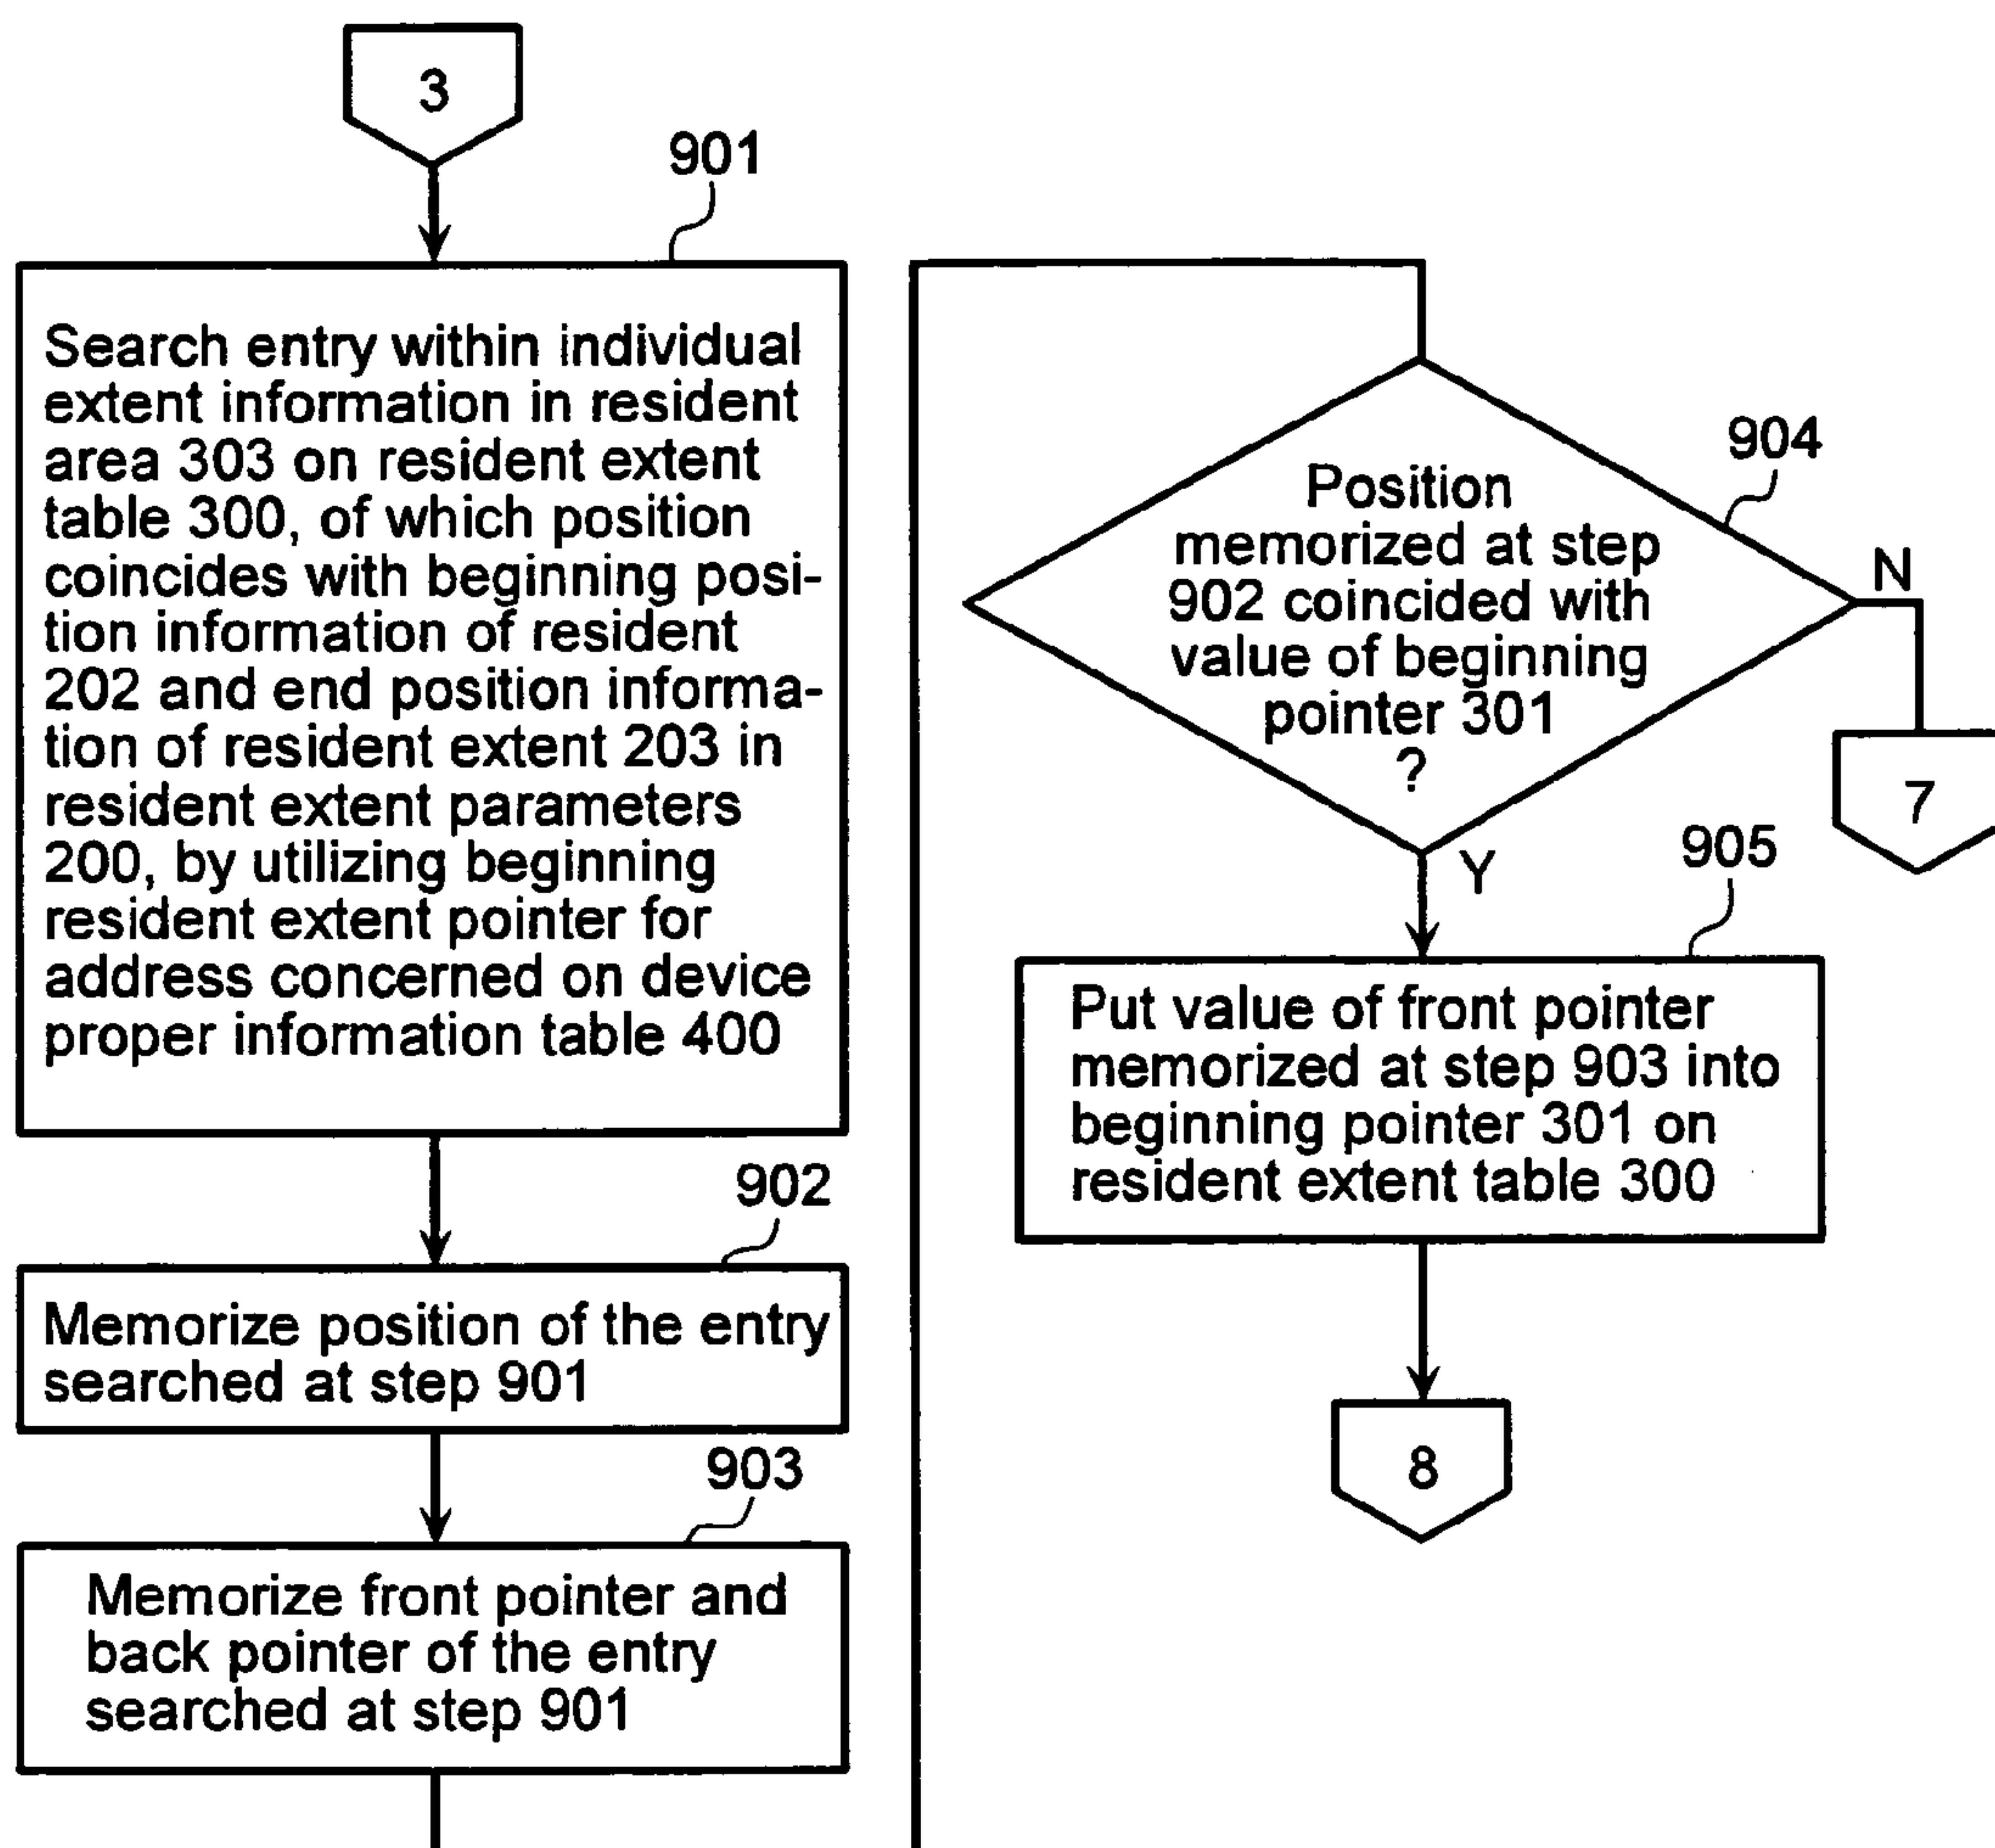 3
901
Search entry within individual
extent information in resident
area 303 on resident extent
table 300, of which position
coincides with beginning posi-
tion information of resident
202 and end position informa-
tion of resident extent 203 in
resident extent parameters
200, by utilizing beginning
resident extent pointer for
address concerned on device
proper information table 400
902
Memorize position of the entry
searched at step 901
903
Memorize front pointer and
back pointer of the entry
searched at step 901
904
Position
memorized at step
902 coincided with
value of beginning
pointer 301
?
N
7
Y
905
Put value of front pointer
memorized at step 903 into
beginning pointer 301 on
resident extent table 300
8